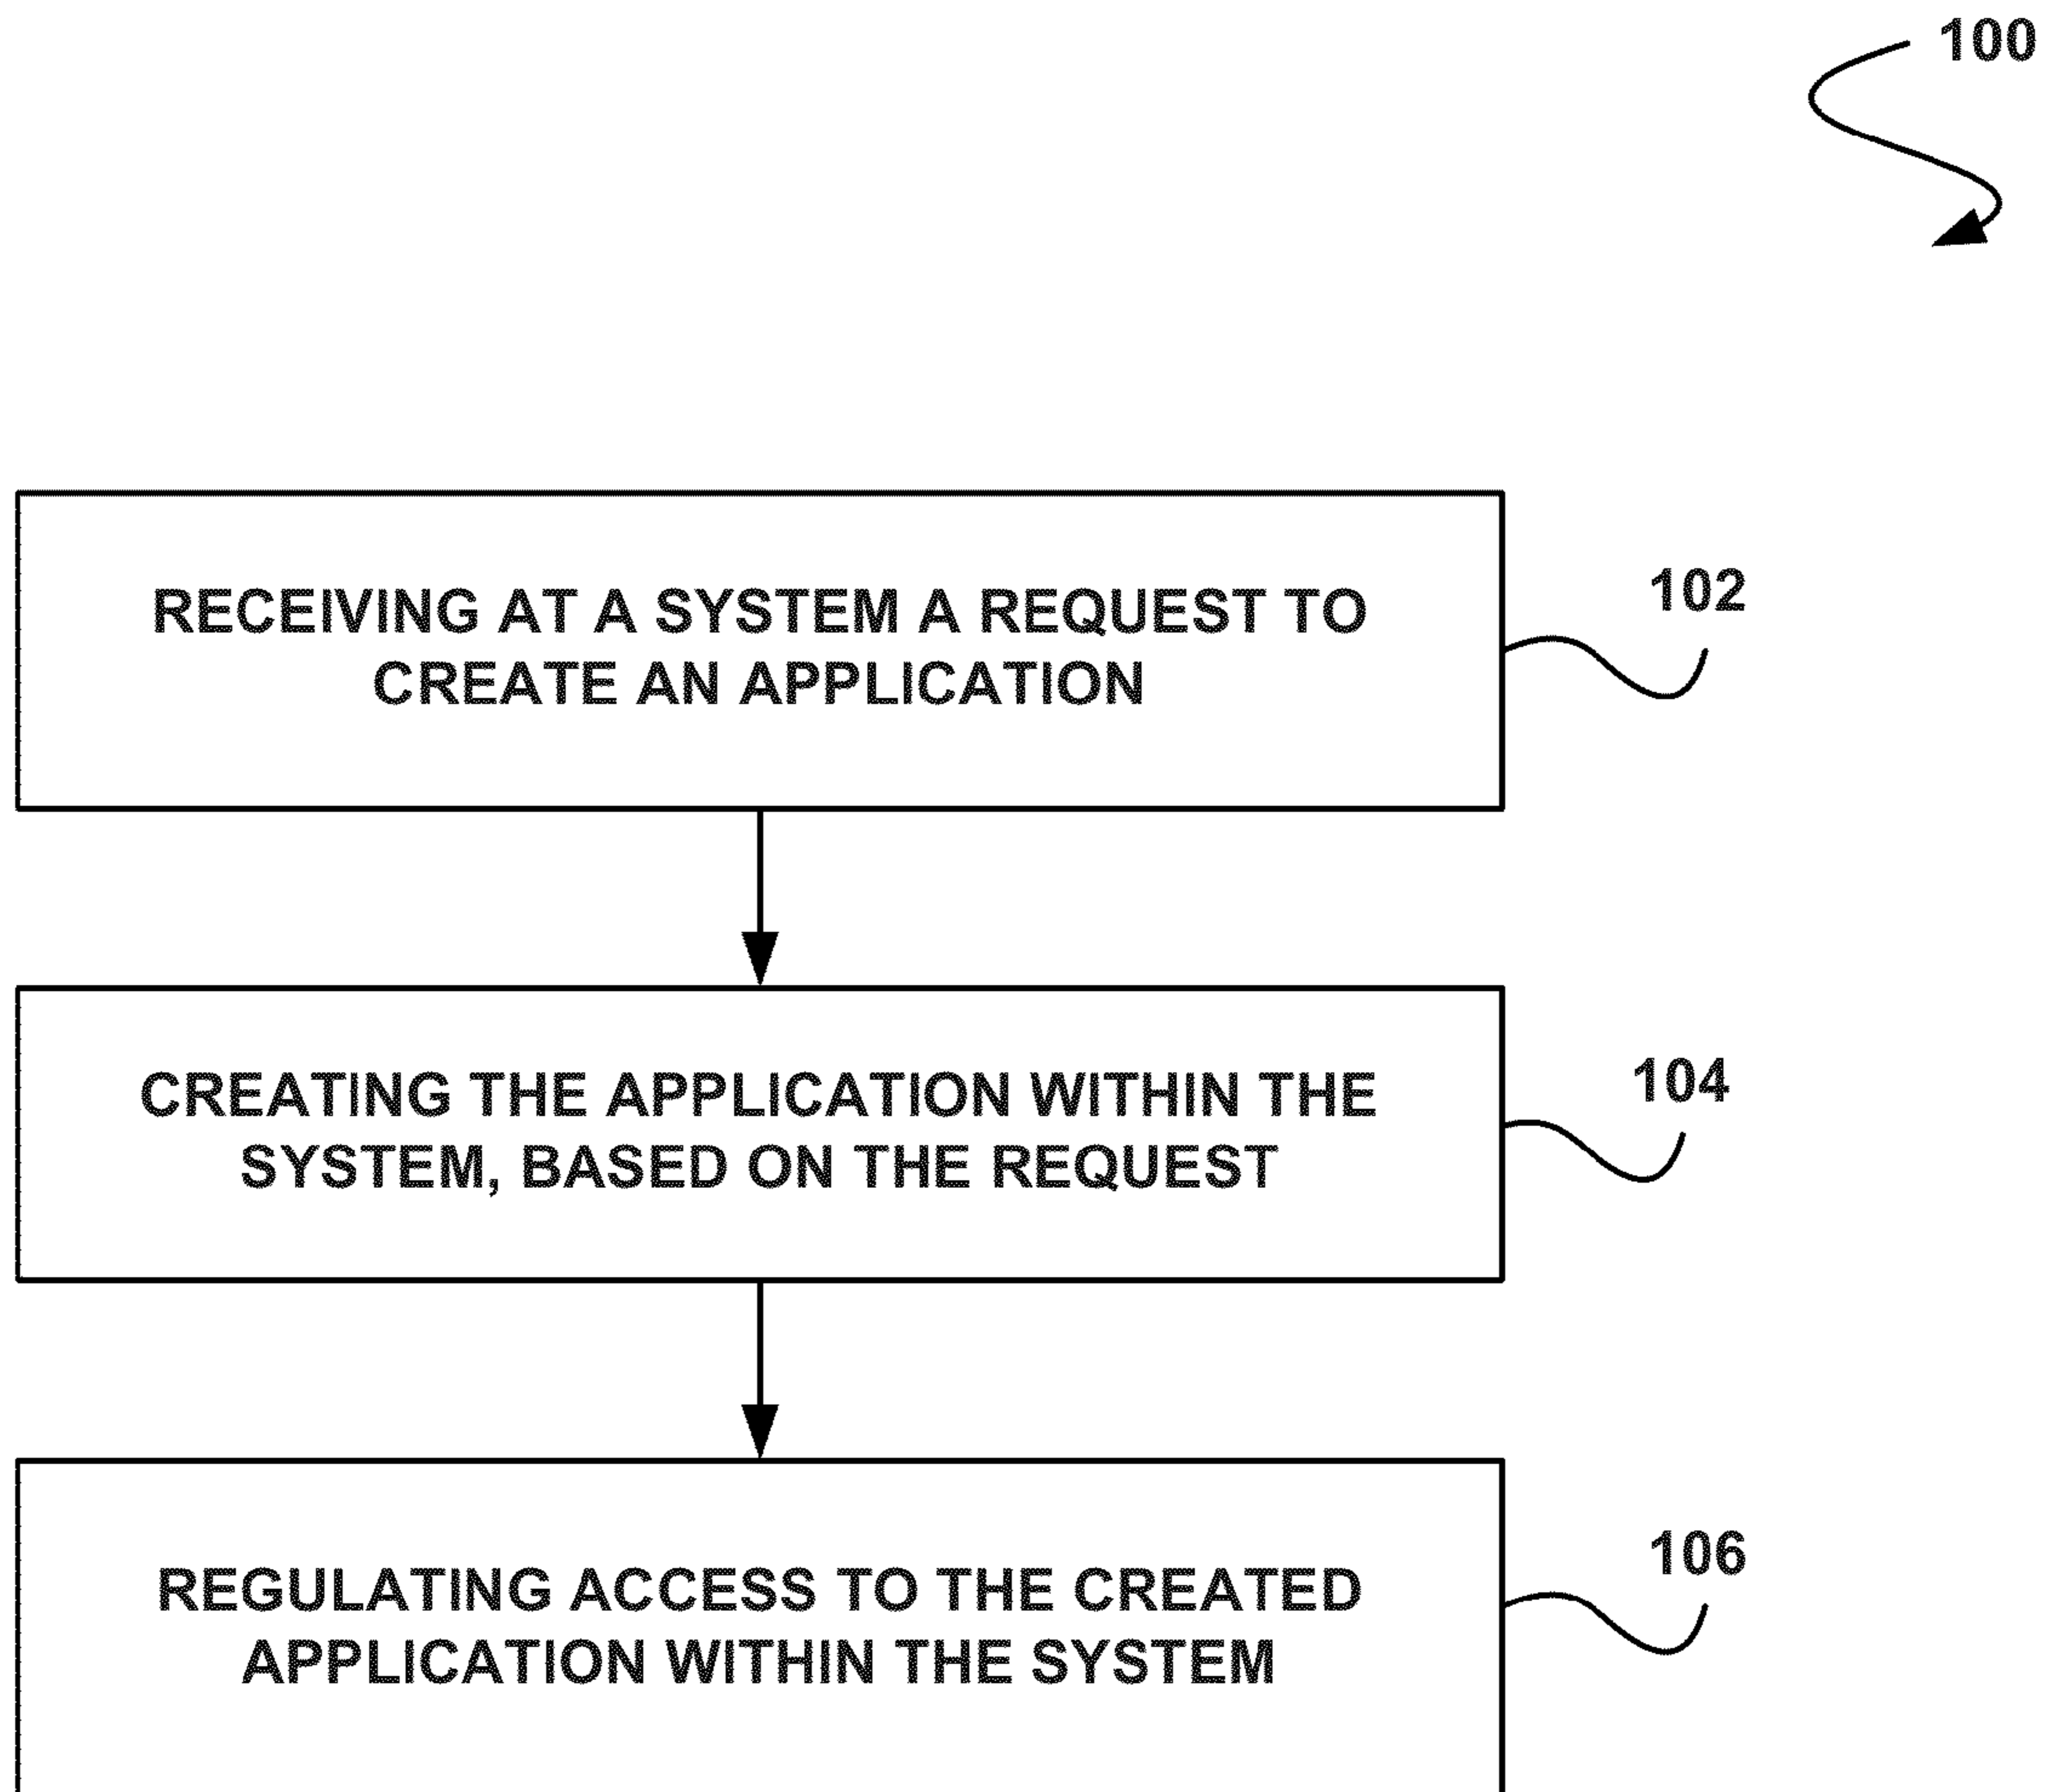 100
RECEIVING AT A SYSTEM A REQUEST TO
CREATE AN APPLICATION
102
CREATING THE APPLICATION WITHIN THE
SYSTEM, BASED ON THE REQUEST
104
REGULATING ACCESS TO THE CREATED
APPLICATION WITHIN THE SYSTEM
106